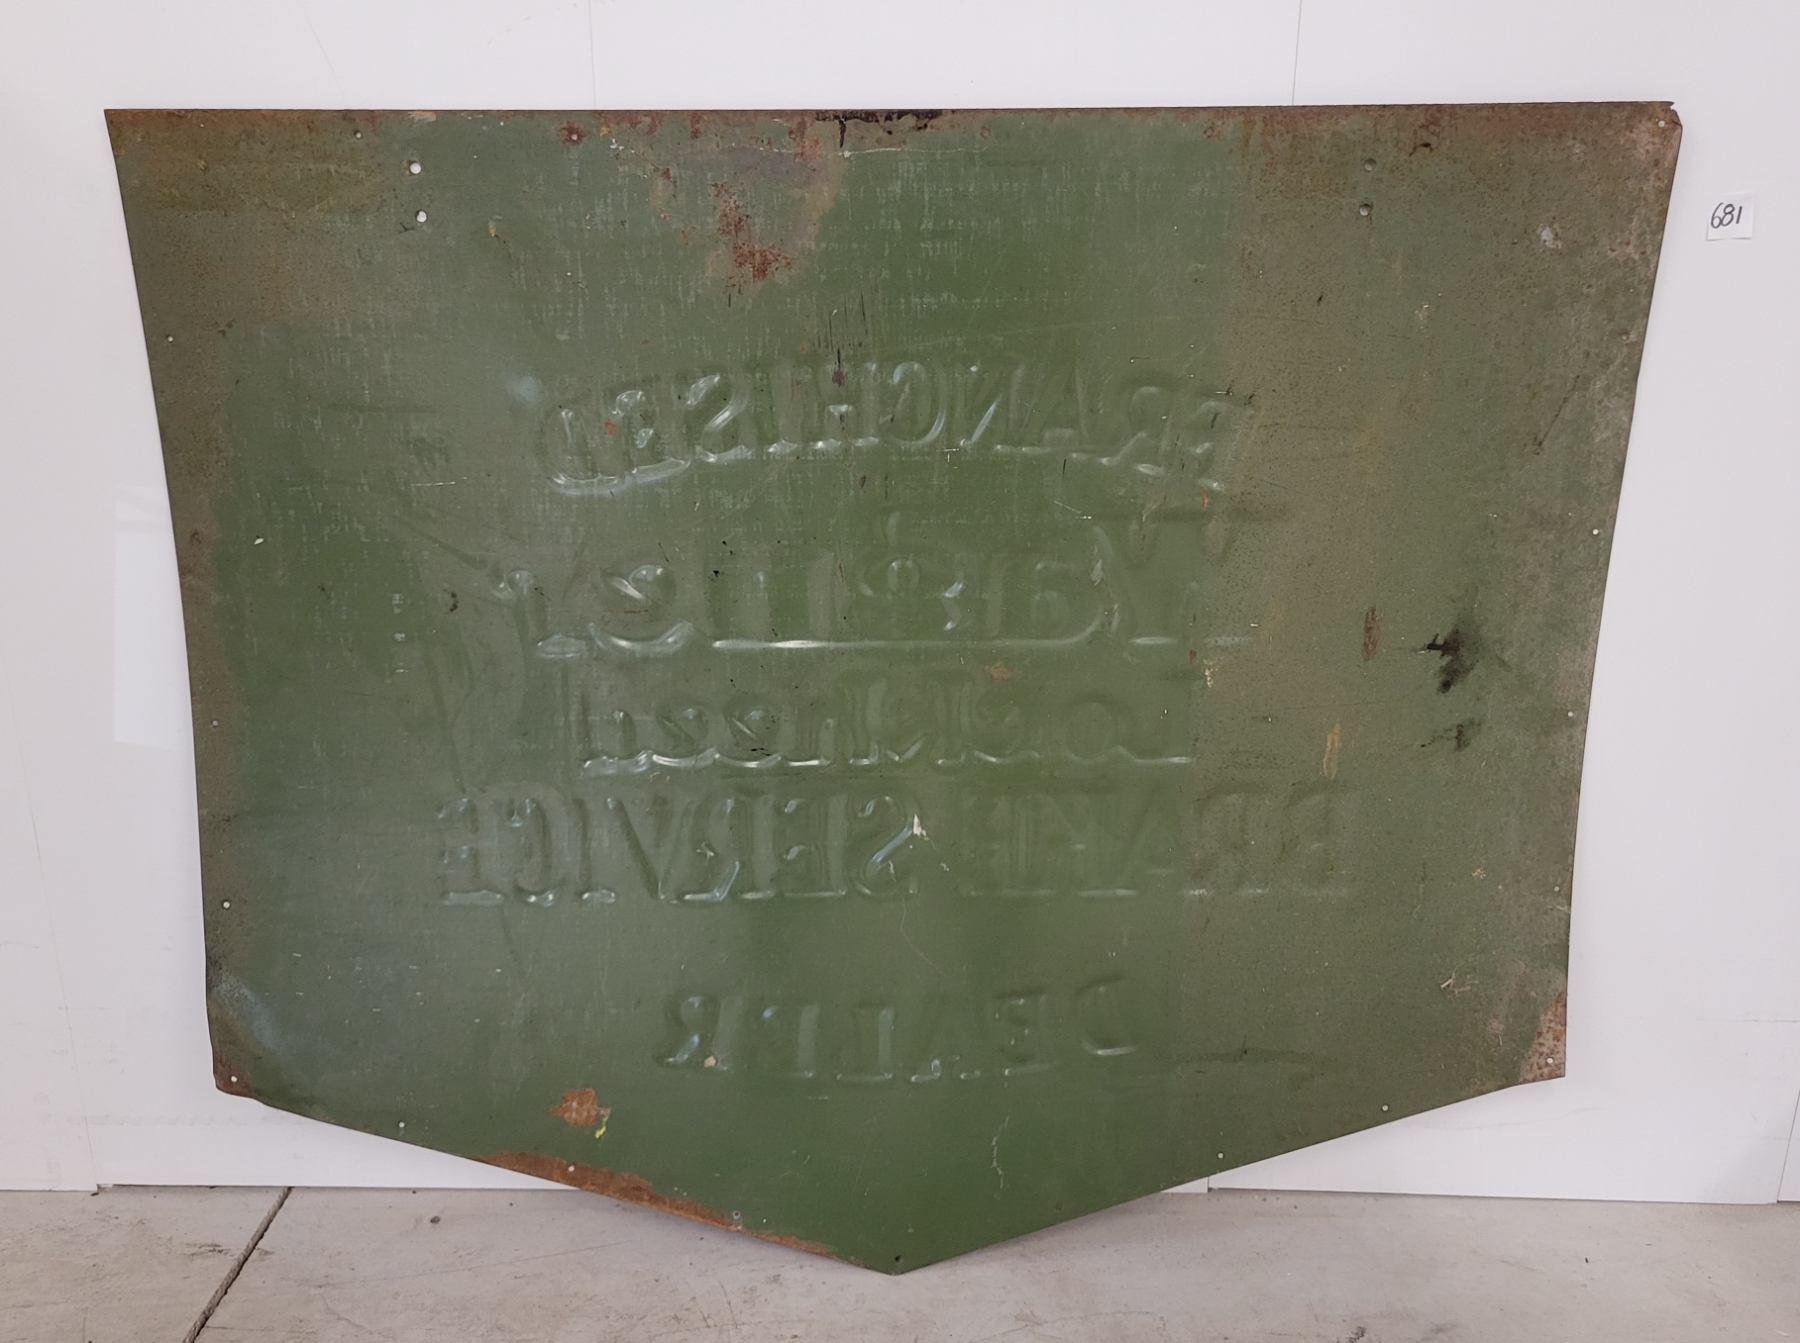 FRANCHISED
Wagner
Lockheed
BRAKE SERVICE
DEALER
681